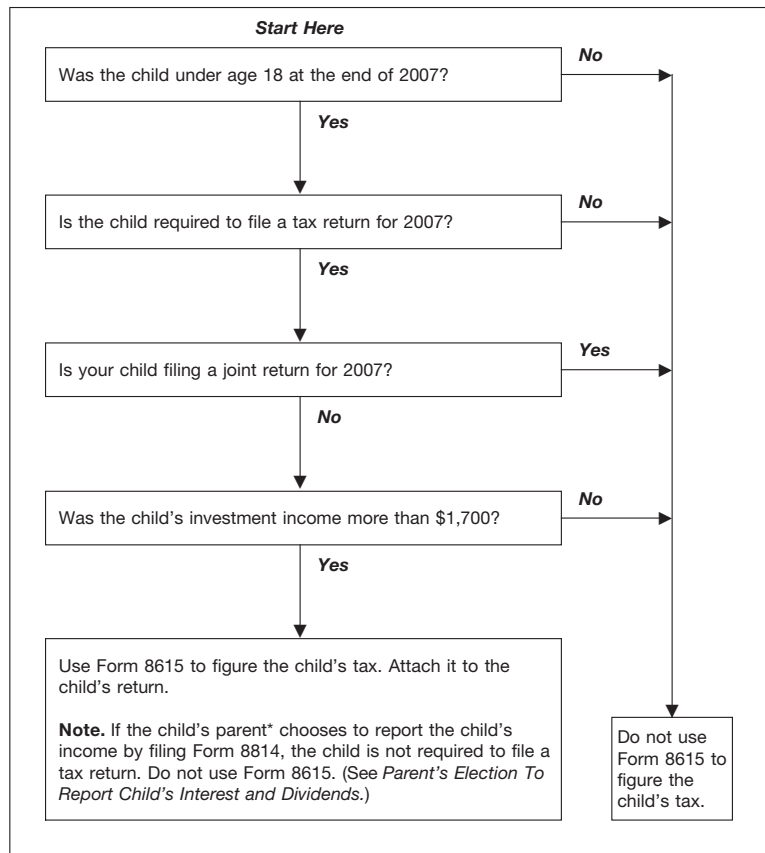 Start Here
Was the child under age 18 at the end of 2007?
No
Yes
Is the child required to file a tax return for 2007?
No
Yes
Is your child filing a joint return for 2007?
Yes
No
Was the child's investment income more than $1,700?
No
Yes
Use Form 8615 to figure the child's tax. Attach it to the
child's return.
Note. If the child's parent* chooses to report the child's
income by filing Form 8814, the child is not required to file a
tax return. Do not use Form 8615. (See Parent's Election To
Report Child's Interest and Dividends.)
Do not use
Form 8615 to
figure the
child's tax.